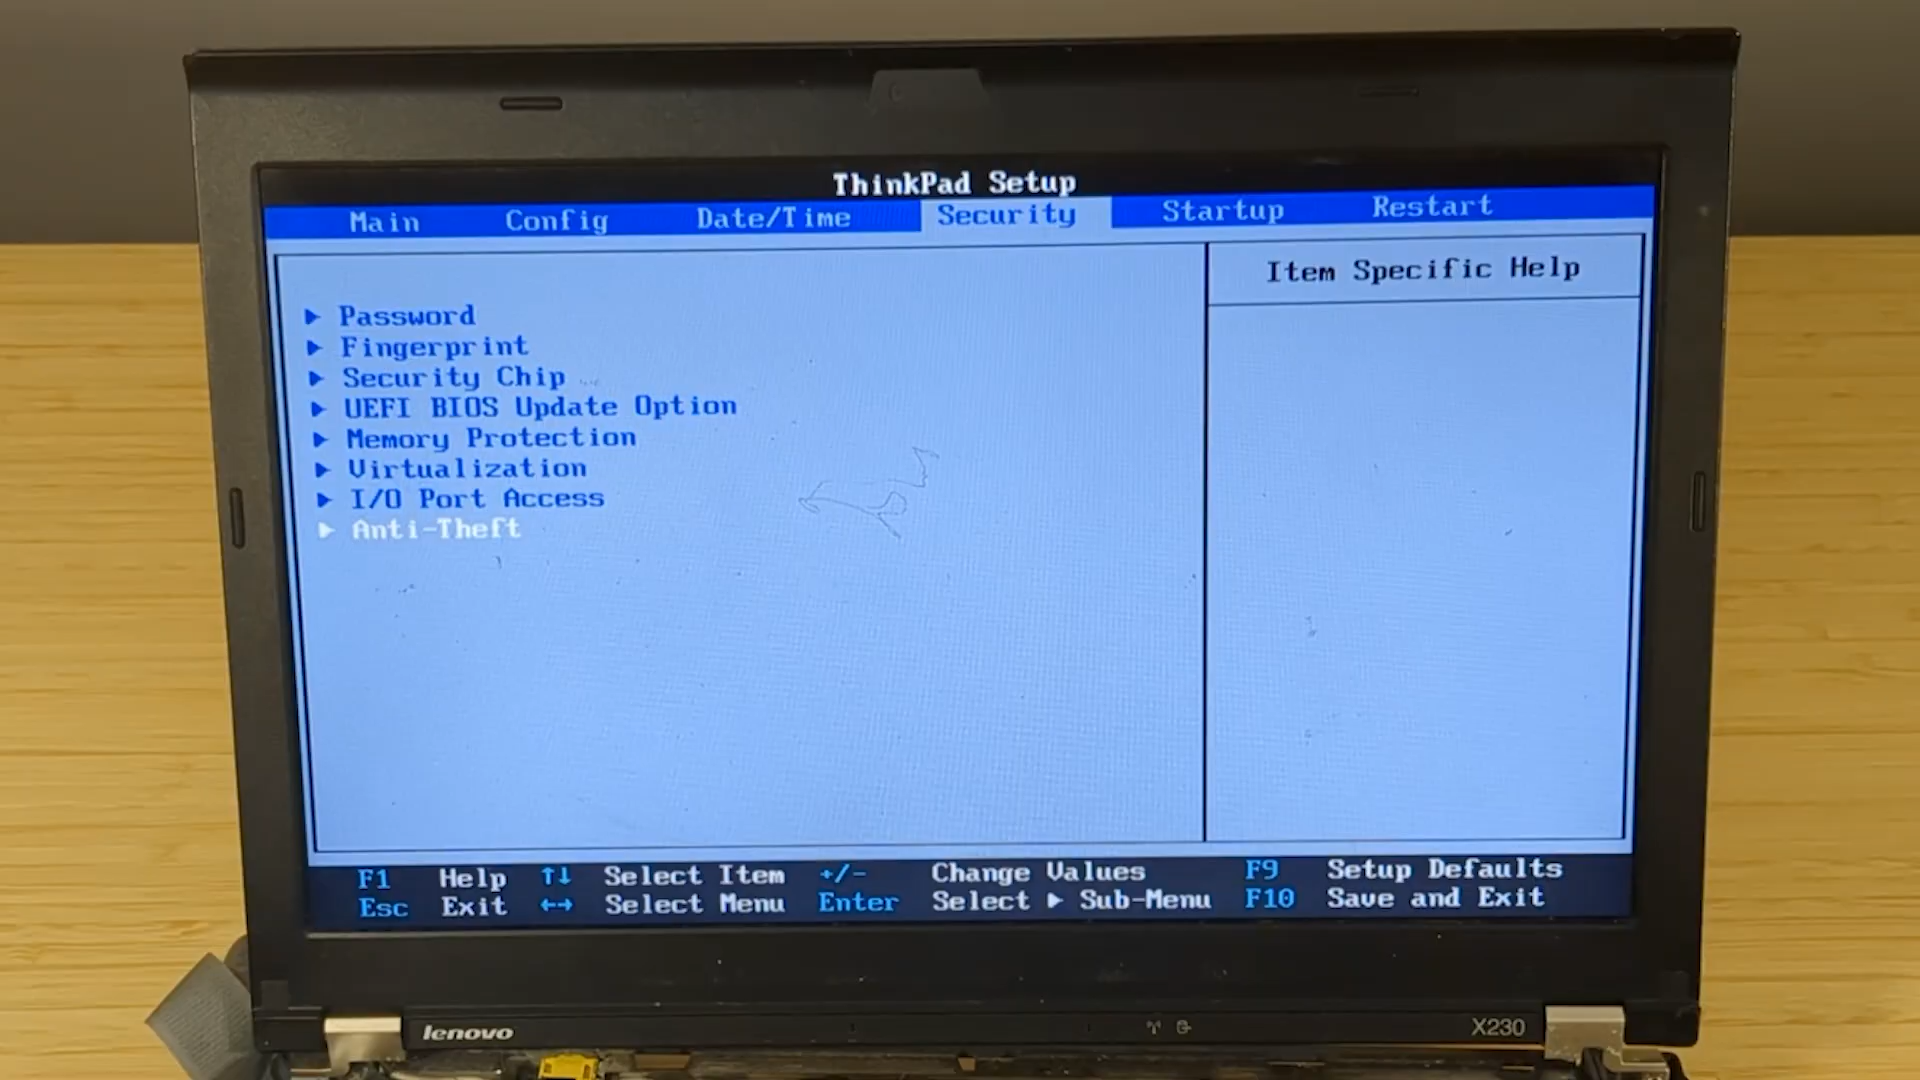 ThinkPad Setup
Main Config Date/Time Security Startup Restart
Item Specific Help
Password
Fingerprint
Security Chip
UEFI BIOS Update Option
Memory Protection
Virtualization
I/O Port Access
Anti-Theft
F1 Help ↑↓ Select Item +/- Change Values F9 Setup Defaults
Esc Exit ←→ Select Menu Enter Select ▶ Sub-Menu F10 Save and Exit
lenovo
X230